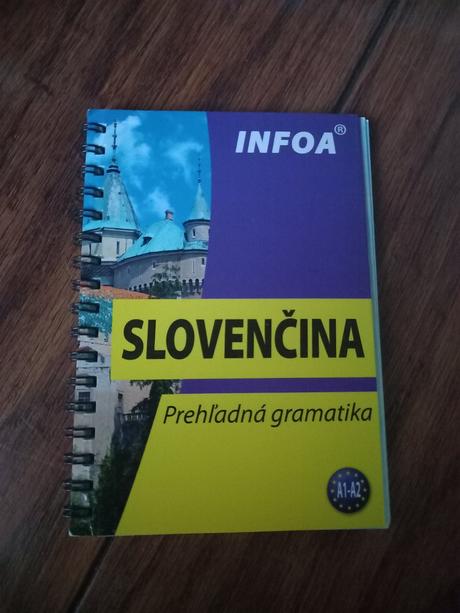 INFOA®
SLOVENČINA
Prehľadná gramatika
A1-A2